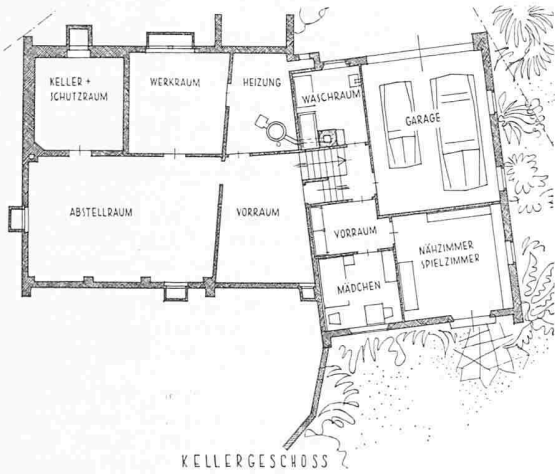 KELLER +
SCHUTZRAUM
WERKRAUM
HEIZUNG
WASCHRAUM
GARAGE
ABSTELLRAUM
VORRAUM
VORRAUM
NÄHZIMMER
SPIELZIMMER
MÄDCHEN
KELLERGESCHOSS